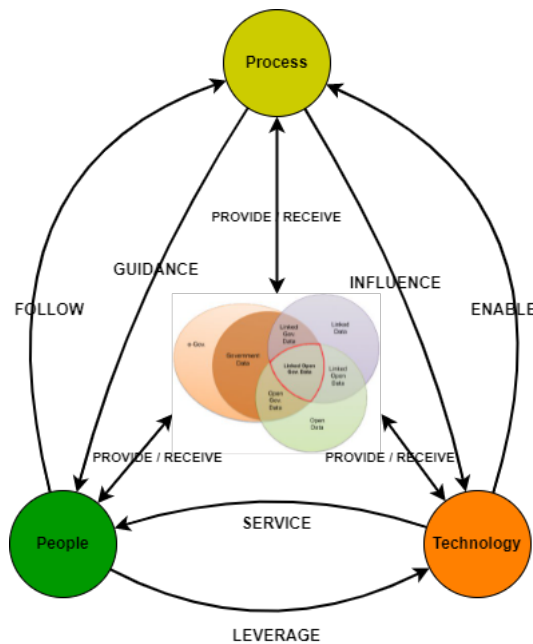 Process
PROVIDE / RECEIVE
GUIDANCE
INFLUENCE
FOLLOW
ENABLE
e-Gov
Government
Data
Linked
Gov
Data
Linked
Data
Linked Open
Gov Data
Linked
Open
Data
Open
Gov
Data
Open
Data
PROVIDE / RECEIVE
PROVIDE / RECEIVE
People
SERVICE
Technology
LEVERAGE